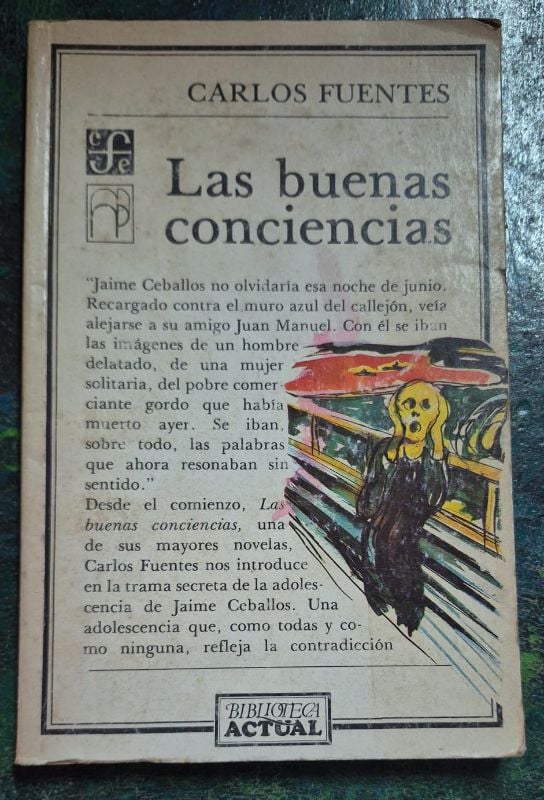 CARLOS FUENTES
cfe
Las buenas
conciencias
"Jaime Ceballos no olvidaría esa noche de junio.
Recargado contra el muro azul del callejón, veía
alejarse a su amigo Juan Manuel. Con él se iban
las imágenes de un hombre
delatado, de una mujer
solitaria, del pobre comer-
ciante gordo que había
muerto ayer. Se iban,
sobre todo, las palabras
que ahora resonaban sin
sentido."
Desde el comienzo, Las
buenas conciencias, una
de sus mayores novelas,
Carlos Fuentes nos introduce
en la trama secreta de la adoles-
cencia de Jaime Ceballos. Una
adolescencia que, como todas y co-
mo ninguna, refleja la contradicción
BIBLIOTECA
ACTUAL